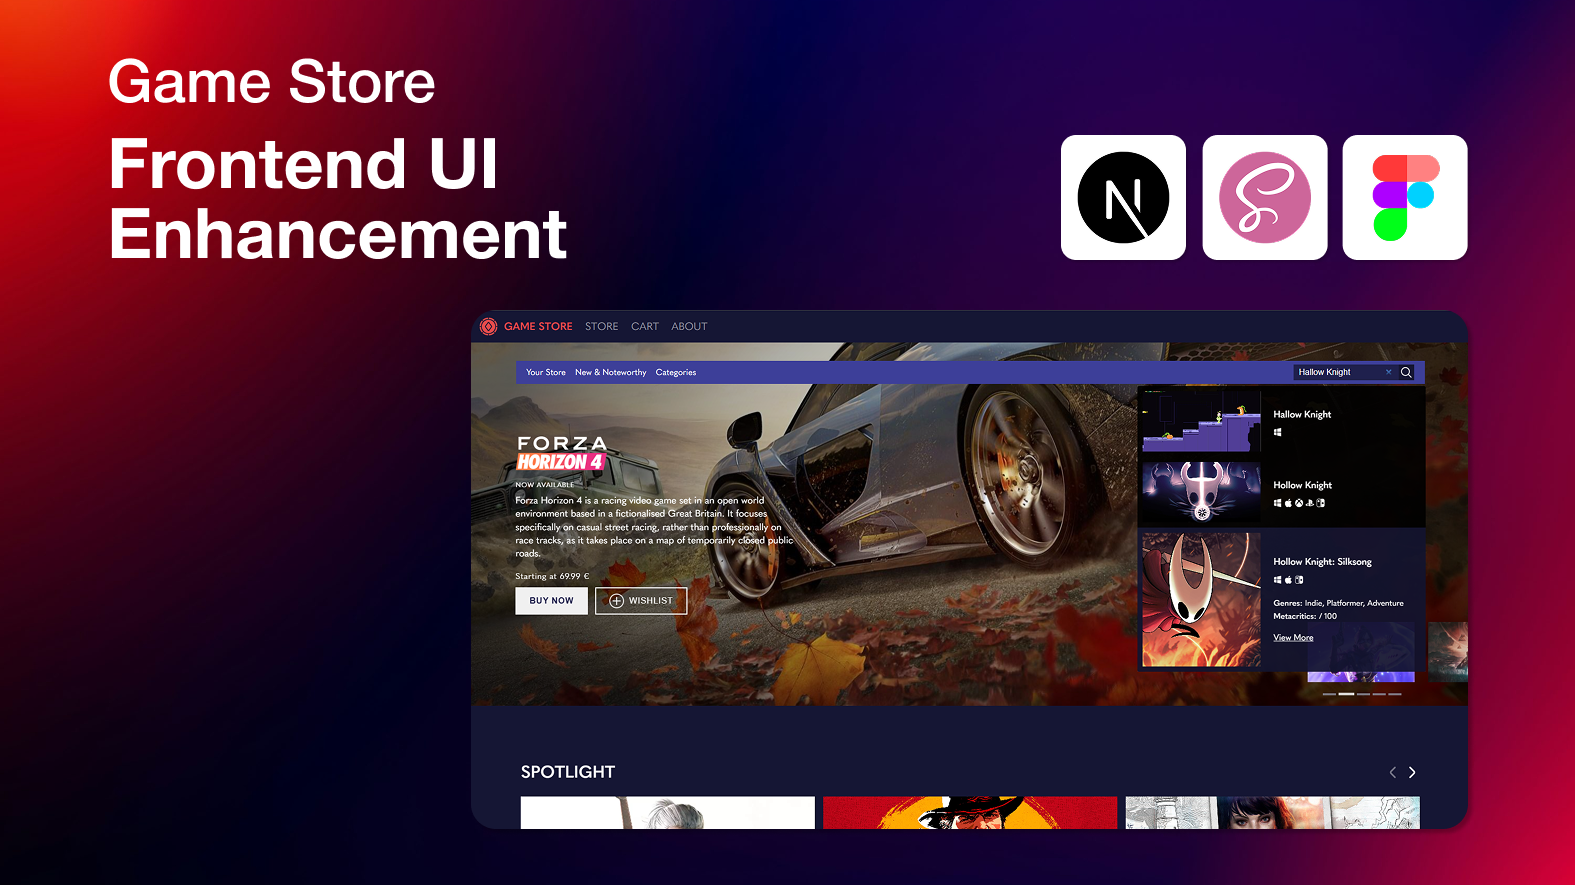 Game Store
Frontend UI
Enhancement
N
GAME STORE STORE CART ABOUT
Your Store New & Noteworthy Categories
Hallow Knight
FORZA
HORIZON 4
NOW AVAILABLE
Forza Horizon 4 is a racing video game set in an open world
environment based in a fictionalised Great Britain. It focuses
specifically on casual street racing, rather than professionally on
race tracks, as it takes place on a map of temporarily closed public
roads.
Starting at 69.99 €
BUY NOW
WISHLIST
Hallow Knight
Hollow Knight
Hollow Knight: Silksong
Genres: Indie, Platformer, Adventure
Metacritics: / 100
View More
SPOTLIGHT